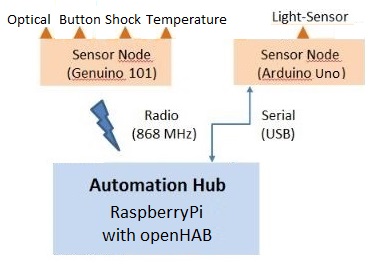 Optical Button Shock Temperature
Light-Sensor
Sensor Node
(Genuino 101)
Sensor Node
(Arduino Uno)
Radio
(868 MHz)
Serial
(USB)
Automation Hub
RaspberryPi
with openHAB